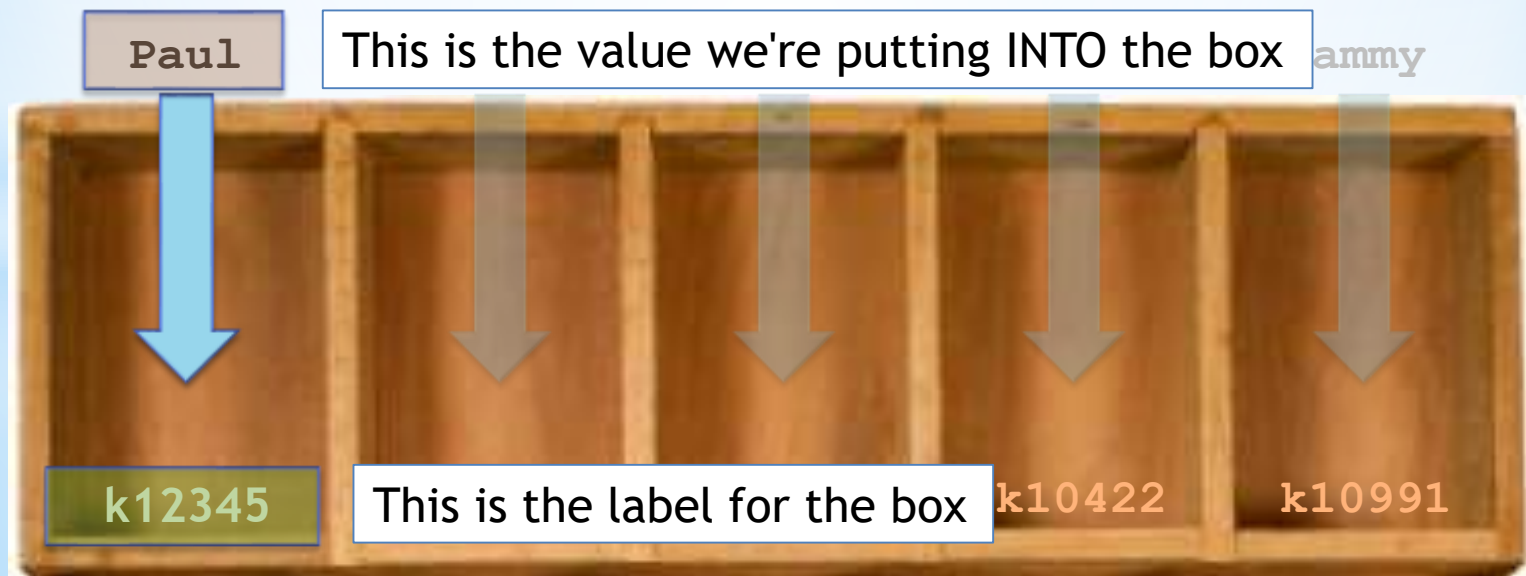 Paul This is the value we're putting INTO the box ammy
k12345 This is the label for the box k10422 k10991